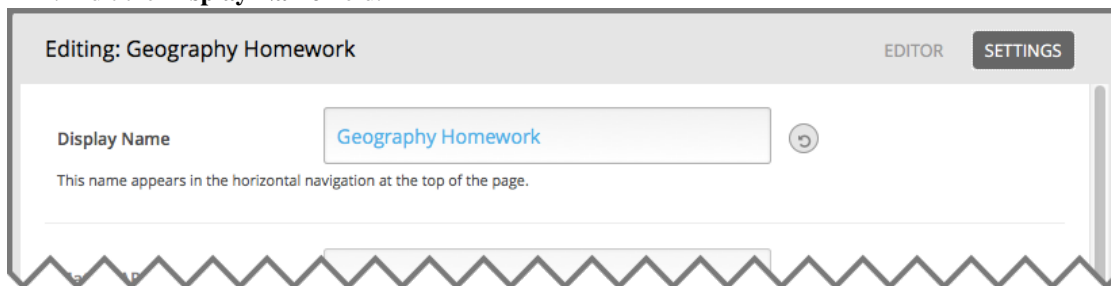 Editing: Geography Homework EDITOR SETTINGS
Display Name Geography Homework
This name appears in the horizontal navigation at the top of the page.